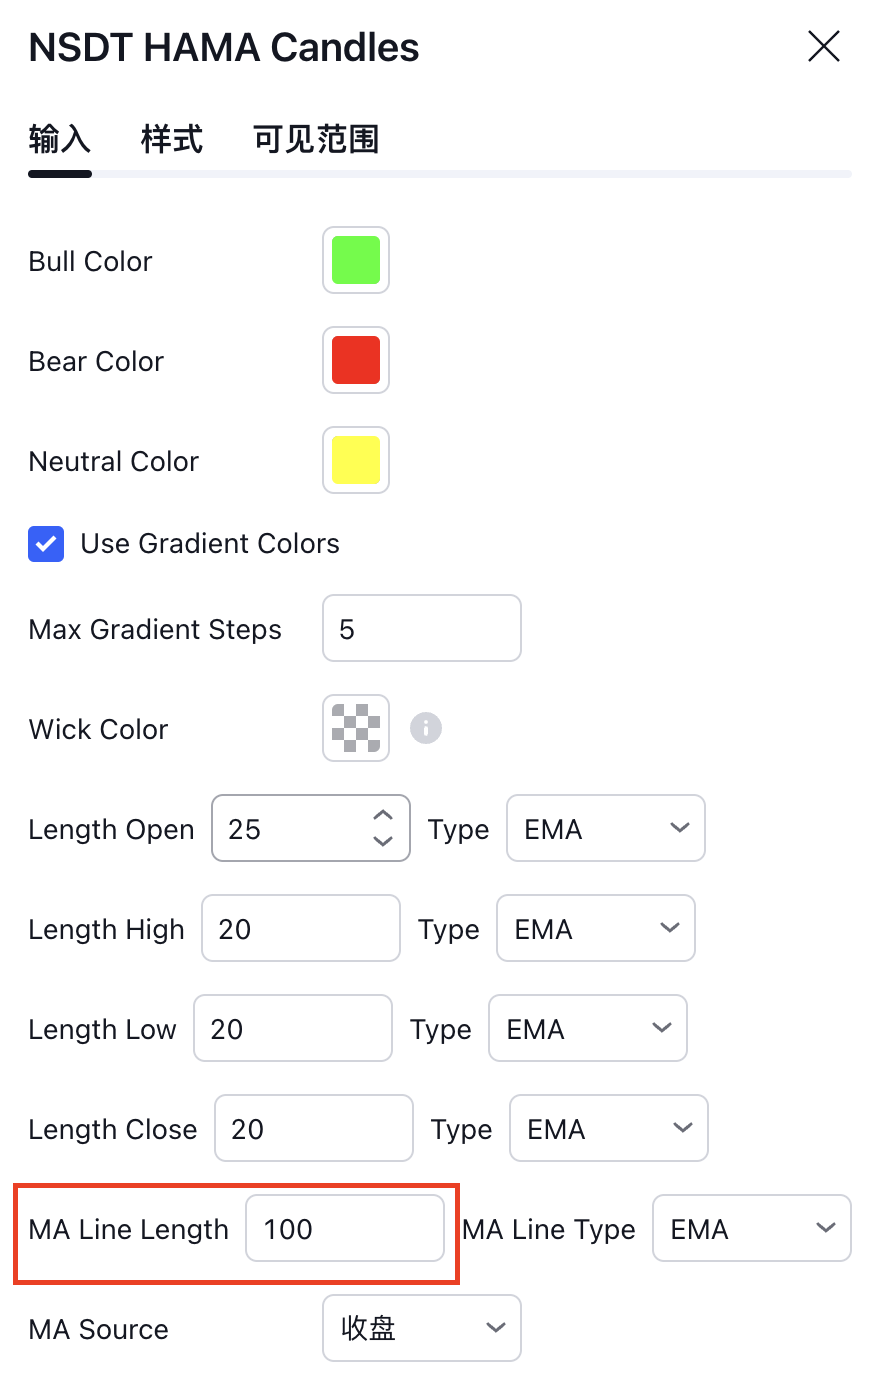 NSDT HAMA Candles
输入 样式 可见范围
Bull Color
Bear Color
Neutral Color
Use Gradient Colors
Max Gradient Steps 5
Wick Color
Length Open 25 Type EMA
Length High 20 Type EMA
Length Low 20 Type EMA
Length Close 20 Type EMA
MA Line Length 100 MA Line Type EMA
MA Source 收盘